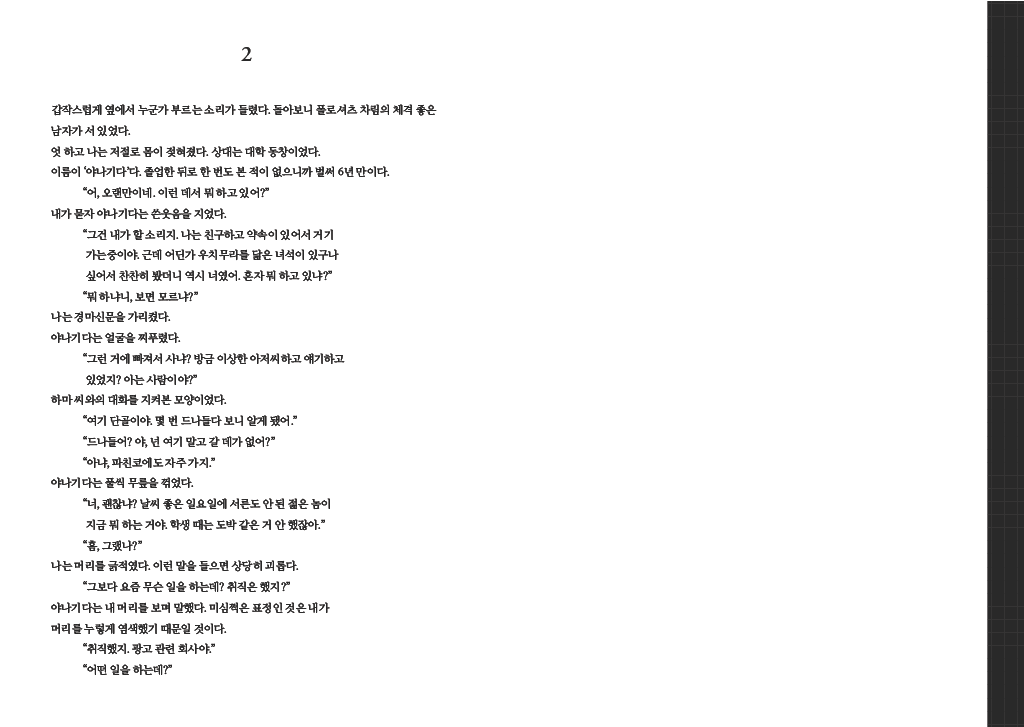 2
갑작스럽게 옆에서 누군가 부르는 소리가 들렸다. 돌아보니 폴로셔츠 차림의 체격 좋은
남자가 서 있었다.
엇 하고 나는 저절로 몸이 젖혀졌다. 상대는 대학 동창이었다.
이름이 ‘야나기다’다. 졸업한 뒤로 한 번도 본 적이 없으니까 벌써 6년 만이다.
“어, 오랜만이네. 이런 데서 뭐 하고 있어?”
내가 묻자 야나기다는 쓴웃음을 지었다.
“그건 내가 할 소리지. 나는 친구하고 약속이 있어서 거기
가는 중이야. 근데 어딘가 우치무라를 닮은 녀석이 있구나
싶어서 찬찬히 봤더니 역시 너였어. 혼자 뭐 하고 있냐?”
“뭐 하냐니, 보면 모르냐?”
나는 경마신문을 가리켰다.
야나기다는 얼굴을 찌푸렸다.
“그런 거에 빠져서 사냐? 방금 이상한 아저씨하고 얘기하고
있었지? 아는 사람이야?”
하마 씨와의 대화를 지켜본 모양이었다.
“여기 단골이야. 몇 번 드나들다 보니 알게 됐어.”
“드나들어? 야, 넌 여기 말고 갈 데가 없어?”
“아냐, 파친코에도 자주 가지.”
야나기다는 풀썩 무릎을 꺾었다.
“너, 괜찮냐? 날씨 좋은 일요일에 서른도 안 된 젊은 놈이
지금 뭐 하는 거야. 학생 때는 도박 같은 거 안 했잖아.”
“흠, 그랬나?”
나는 머리를 긁적였다. 이런 말을 들으면 상당히 괴롭다.
“그보다 요즘 무슨 일을 하는데? 취직은 했지?”
야나기다는 내 머리를 보며 말했다. 미심쩍은 표정인 것은 내가
머리를 누렇게 염색했기 때문일 것이다.
“취직했지. 광고 관련 회사야.”
“어떤 일을 하는데?”